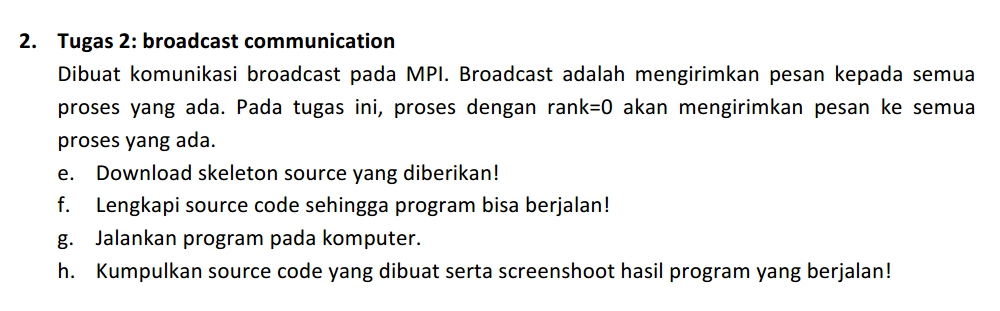 2. Tugas 2: broadcast communication
Dibuat komunikasi broadcast pada MPI. Broadcast adalah mengirimkan pesan kepada semua
proses yang ada. Pada tugas ini, proses dengan rank=0 akan mengirimkan pesan ke semua
proses yang ada.
e. Download skeleton source yang diberikan!
f. Lengkapi source code sehingga program bisa berjalan!
g. Jalankan program pada komputer.
h. Kumpulkan source code yang dibuat serta screenshoot hasil program yang berjalan!